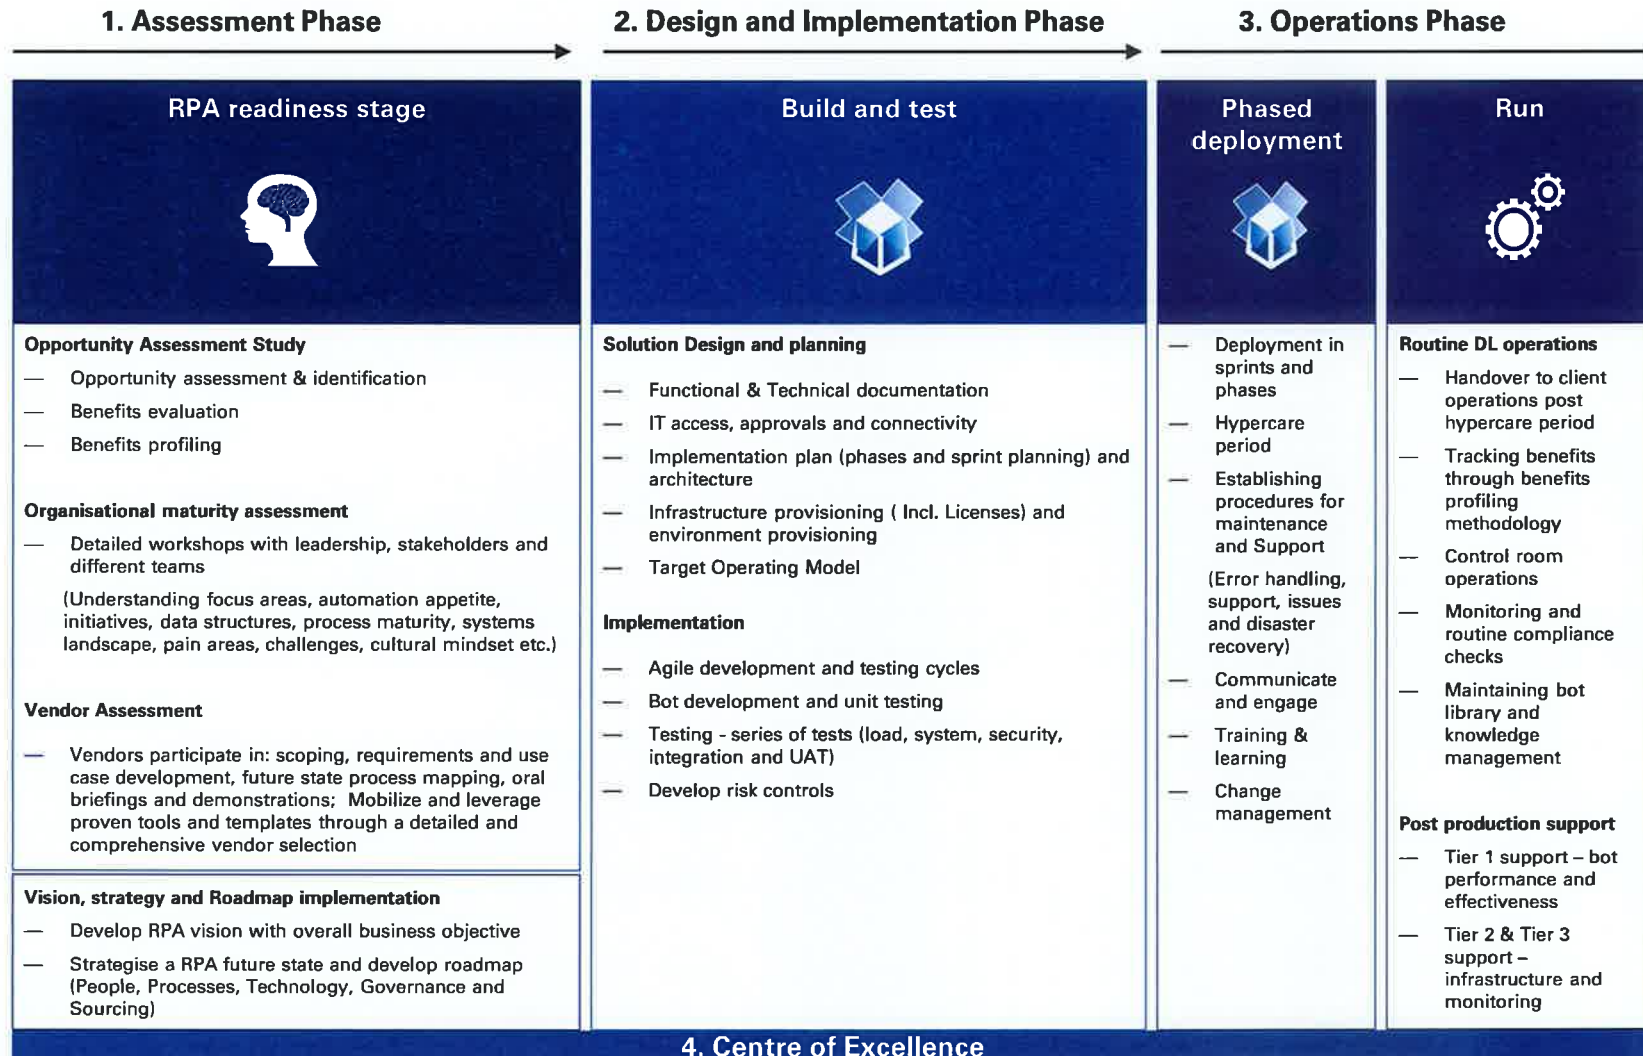 1. Assessment Phase
2. Design and Implementation Phase
3. Operations Phase
RPA readiness stage
Opportunity Assessment Study
— Opportunity assessment & identification
— Benefits evaluation
— Benefits profiling
Organisational maturity assessment
— Detailed workshops with leadership, stakeholders and
different teams
(Understanding focus areas, automation appetite,
initiatives, data structures, process maturity, systems
landscape, pain areas, challenges, cultural mindset etc.)
Vendor Assessment
— Vendors participate in: scoping, requirements and use
case development, future state process mapping, oral
briefings and demonstrations; Mobilize and leverage
proven tools and templates through a detailed and
comprehensive vendor selection
Vision, strategy and Roadmap implementation
— Develop RPA vision with overall business objective
— Strategise a RPA future state and develop roadmap
(People, Processes, Technology, Governance and
Sourcing)
Build and test
Solution Design and planning
— Functional & Technical documentation
— IT access, approvals and connectivity
— Implementation plan (phases and sprint planning) and
architecture
— Infrastructure provisioning ( Incl. Licenses) and
environment provisioning
— Target Operating Model
Implementation
— Agile development and testing cycles
— Bot development and unit testing
— Testing - series of tests (load, system, security,
integration and UAT)
— Develop risk controls
Phased
deployment
— Deployment in
sprints and
phases
— Hypercare
period
— Establishing
procedures for
maintenance
and Support
(Error handling,
support, issues
and disaster
recovery)
— Communicate
and engage
— Training &
learning
— Change
management
Run
Routine DL operations
— Handover to client
operations post
hypercare period
— Tracking benefits
through benefits
profiling
methodology
— Control room
operations
— Monitoring and
routine compliance
checks
— Maintaining bot
library and
knowledge
management
Post production support
— Tier 1 support – bot
performance and
effectiveness
— Tier 2 & Tier 3
support –
infrastructure and
monitoring
4. Centre of Excellence